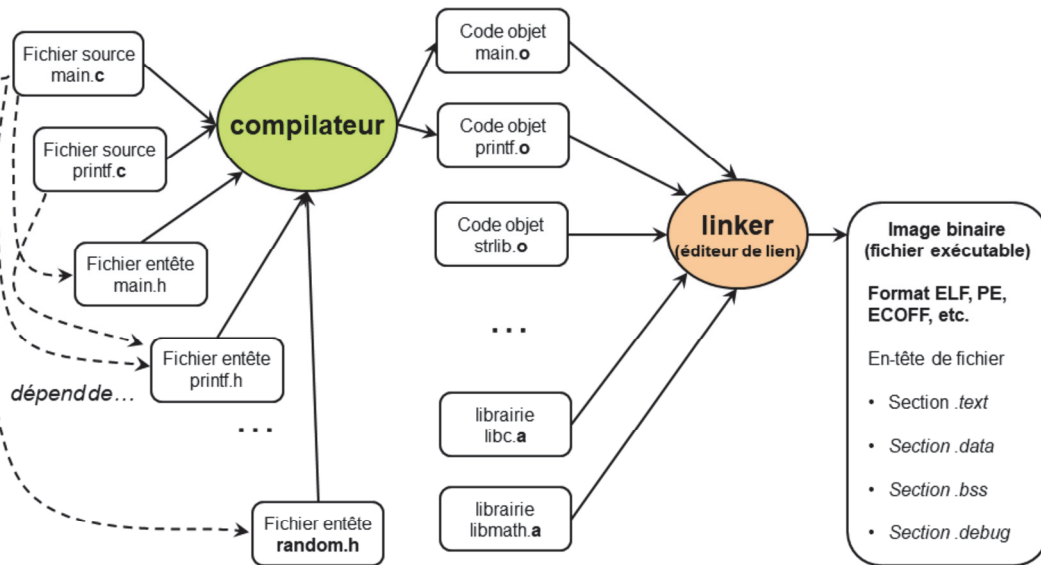 Fichier source
main.c
Fichier source
printf.c
Fichier entête
main.h
Fichier entête
printf.h
dépend de...
...
Fichier entête
random.h
compilateur
Code objet
main.o
Code objet
printf.o
Code objet
strlib.o
...
librairie
libc.a
librairie
libmath.a
linker
(éditeur de lien)
Image binaire
(fichier exécutable)
Format ELF, PE,
ECOFF, etc.
En-tête de fichier
• Section .text
• Section .data
• Section .bss
• Section .debug